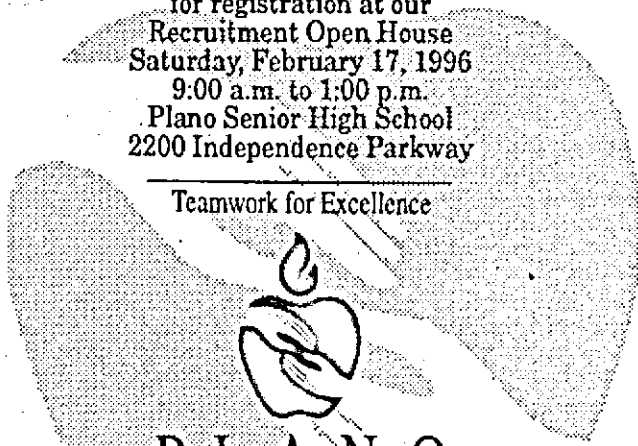 for registration at our
Recruitment Open House
Saturday, February 17, 1996
9:00 a.m. to 1:00 p.m.
Plano Senior High School
2200 Independence Parkway
Teamwork for Excellence
P L A N O